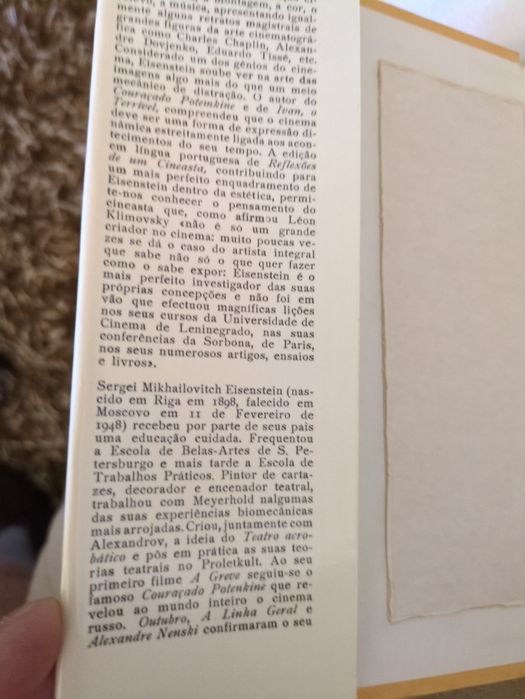 a música, a montagem, a cor,
a música, apresentando igual-
mente alguns retratos magistrais de
grandes figuras da arte cinematográ-
fica como Charles Chaplin, Alexan-
dre Dovjenko, Eduardo Tissé, etc.
Considerado um dos génios do cine-
ma, Eisenstein soube ver na arte das
imagens algo mais do que um meio
mecânico de distracção. O autor do
Couraçado Potemkine e de Ivan, o
Terrível, compreendeu que o cinema
deve ser uma forma de expressão di-
nâmica estreitamente ligada aos acon-
tecimentos do seu tempo. A edição
em língua portuguesa de Reflexões
de um Cineasta, contribuindo para
um mais perfeito enquadramento de
Eisenstein dentro da estética, permi-
te-nos conhecer o pensamento do
cineasta que, como afirmou Léon
Klimovsky «não é so um grande
criador no cinema: muito poucas ve-
zes se dá o caso do artista integral
que sabe não só o que quer fazer
como o sabe expor: Eisenstein é o
mais perfeito investigador das suas
próprias concepções e não foi em
vão que efectuou magníficas lições
nos seus cursos da Universidade de
Cinema de Leninegrado, nas suas
conferências da Sorbona, de Paris,
nos seus numerosos artigos, ensaios
e livros».
Sergei Mikhailovitch Eisenstein (nas-
cido em Riga em 1898, falecido em
Moscovo em 11 de Fevereiro de
1948) recebeu por parte de seus pais
uma educação cuidada. Frequentou
a Escola de Belas-Artes de S. Pe-
tersburgo e mais tarde a Escola de
Trabalhos Práticos. Pintor de carta-
zes, decorador e encenador teatral,
trabalhou com Meyerhold nalgumas
das suas experiências biomecânicas
mais arrojadas. Criou, juntamente com
Alexandrov, a ideia do Teatro acro-
bático e pôs em prática as suas teo-
rias teatrais no Proletkult. Ao seu
primeiro filme A Greve seguiu-se o
famoso Couraçado Potenkine que re-
velou ao mundo inteiro o cinema
russo. Outubro, A Linha Geral e
Alexandre Nenski confirmaram o seu